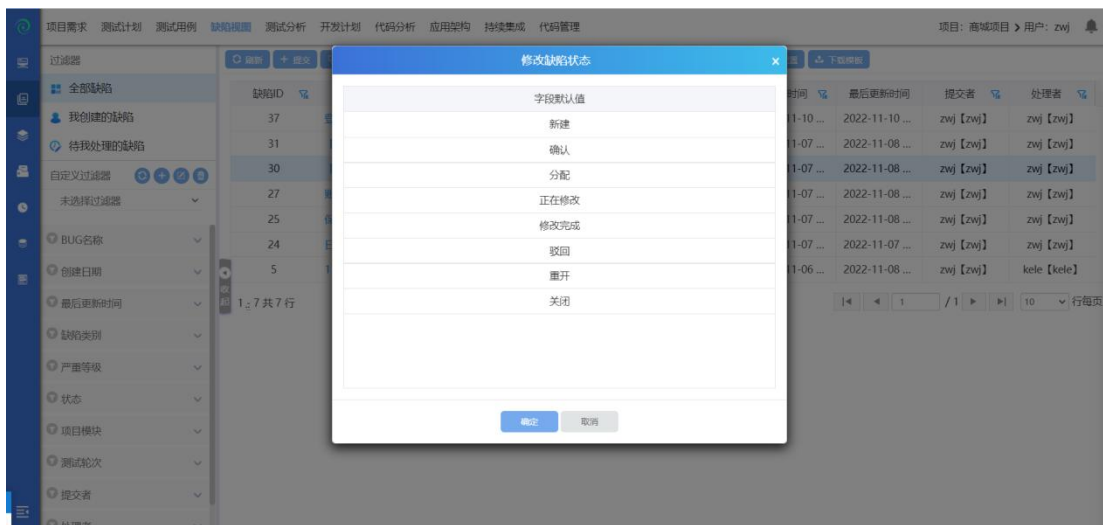 项目需求 测试计划 测试用例 缺陷视图 测试分析 开发计划 代码分析 应用架构 持续集成 代码管理 项目：商城项目 用户：zwj
过滤器
全部缺陷
我创建的缺陷
待我处理的缺陷
自定义过滤器
未选择过滤器
BUG名称
创建日期
最后更新时间
缺陷类别
严重等级
状态
项目模块
测试轮次
提交者
刷新 提交 下载模板
缺陷ID 时间 最后更新时间 提交者 处理者
37 11-10 ... 2022-11-10 ... zwj【zwj】 zwj【zwj】
31 11-07 ... 2022-11-08 ... zwj【zwj】 zwj【zwj】
30 11-07 ... 2022-11-08 ... zwj【zwj】 zwj【zwj】
27 11-07 ... 2022-11-08 ... zwj【zwj】 zwj【zwj】
25 11-07 ... 2022-11-08 ... zwj【zwj】 zwj【zwj】
24 11-07 ... 2022-11-07 ... zwj【zwj】 zwj【zwj】
5 11-06 ... 2022-11-08 ... zwj【zwj】 kele【kele】
收起
1 - 7 共 7 行 1 / 1 10 行每页
修改缺陷状态 ×
字段默认值
新建
确认
分配
正在修改
修改完成
驳回
重开
关闭
确定 取消